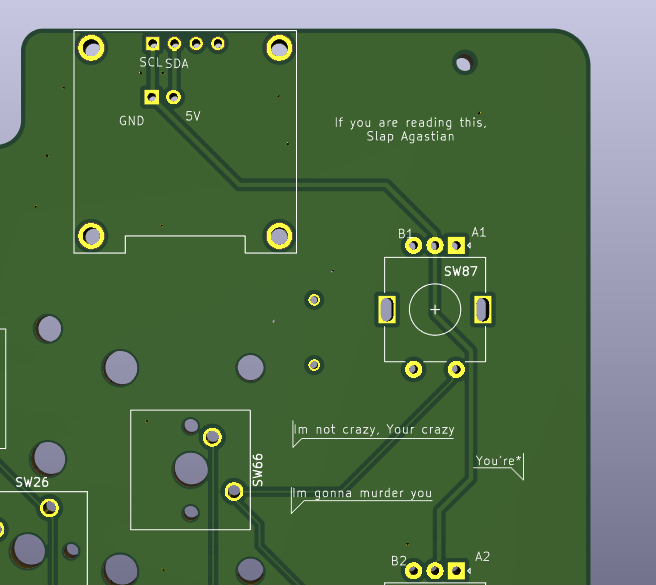 SCL SDA
GND
5V
If you are reading this,
Slap Agastian
B1
A1
SW87
Im not crazy, Your crazy
SW66
You're*
SW26
Im gonna murder you
B2
A2